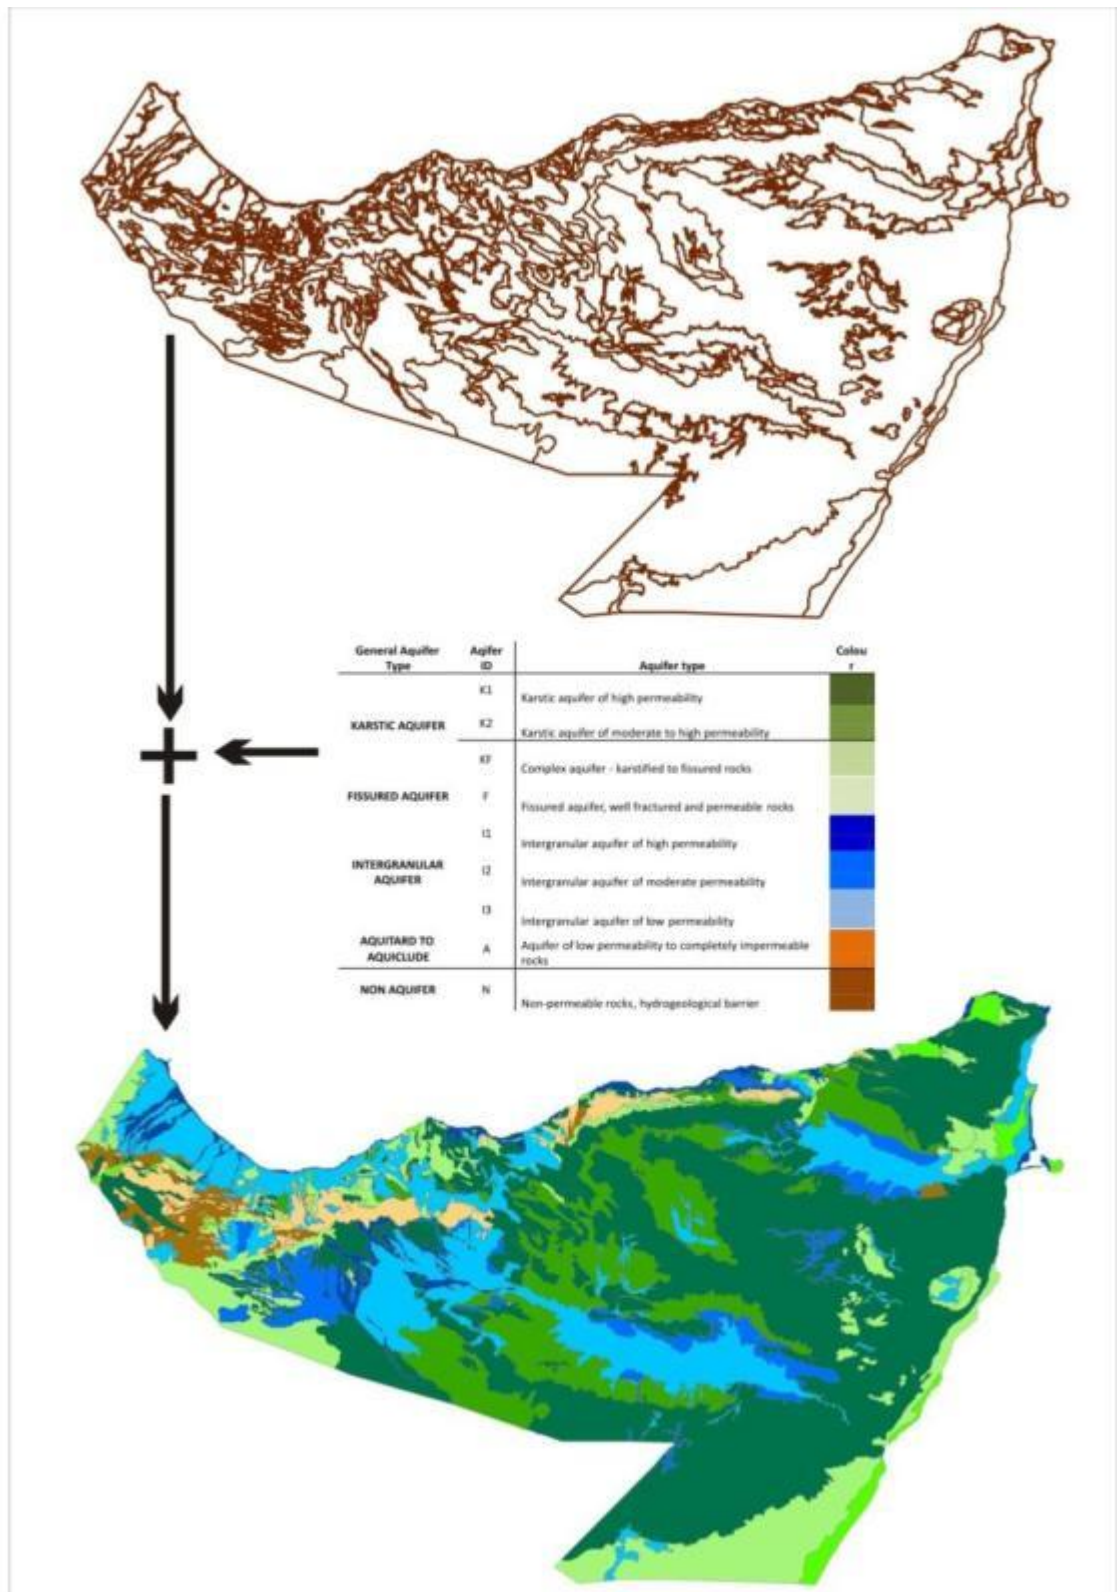 General Aquifer Aqifer Colou
Type ID Aquifer type r
K1 Karstic aquifer of high permeability
KARSTIC AQUIFER K2 Karstic aquifer of moderate to high permeability
KF Complex aquifer - karstified to fissured rocks
FISSURED AQUIFER F Fissured aquifer, well fractured and permeable rocks
I1 Intergranular aquifer of high permeability
INTERGRANULAR
AQUIFER I2 Intergranular aquifer of moderate permeability
I3 Intergranular aquifer of low permeability
AQUITARD TO
AQUICLUDE A Aquifer of low permeability to completely impermeable
rocks
NON AQUIFER N Non-permeable rocks, hydrogeological barrier